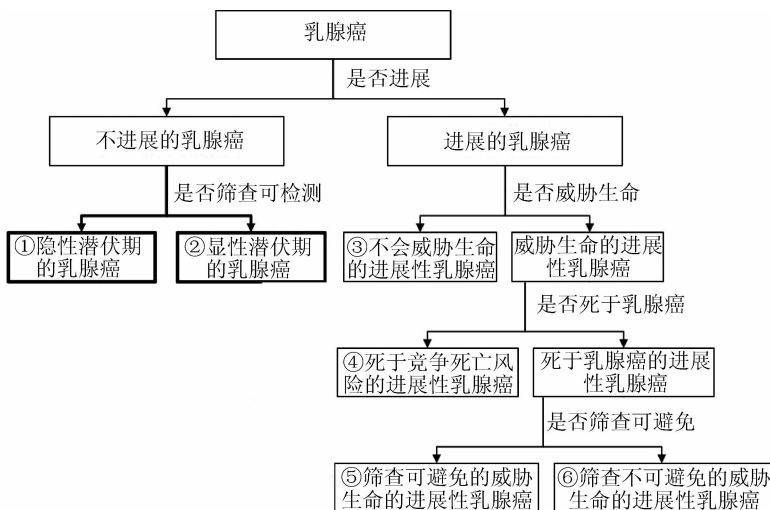 乳腺癌
是否进展
不进展的乳腺癌
进展的乳腺癌
是否筛查可检测
是否威胁生命
①隐性潜伏期
的乳腺癌
②显性潜伏期
的乳腺癌
③不会威胁生命
的进展性乳腺癌
威胁生命的进展
性乳腺癌
是否死于乳腺癌
④死于竞争死亡风
险的进展性乳腺癌
死于乳腺癌的进展
性乳腺癌
是否筛查可避免
⑤筛查可避免的威胁
生命的进展性乳腺癌
⑥筛查不可避免的威胁
生命的进展性乳腺癌